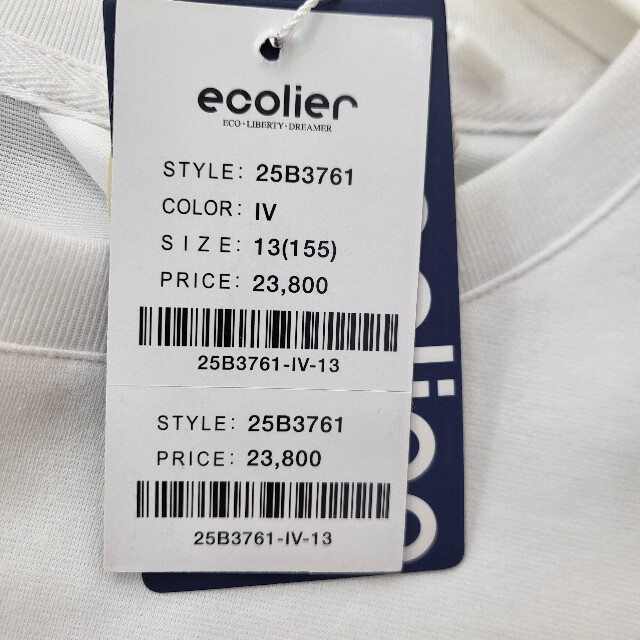 ecolier
ECO · LIBERTY · DREAMER
STYLE: 25B3761
COLOR: IV
SIZE: 13(155)
PRICE: 23,800
25B3761-IV-13
STYLE: 25B3761
PRICE: 23,800
25B3761-IV-13